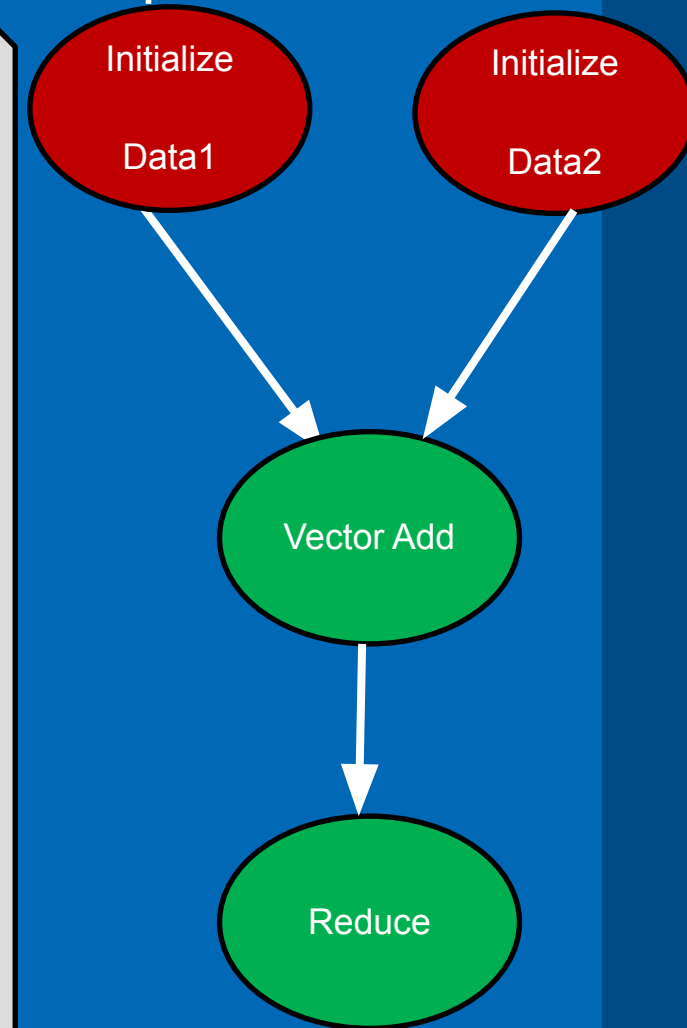 Initialize
Data1
Initialize
Data2
Vector Add
Reduce